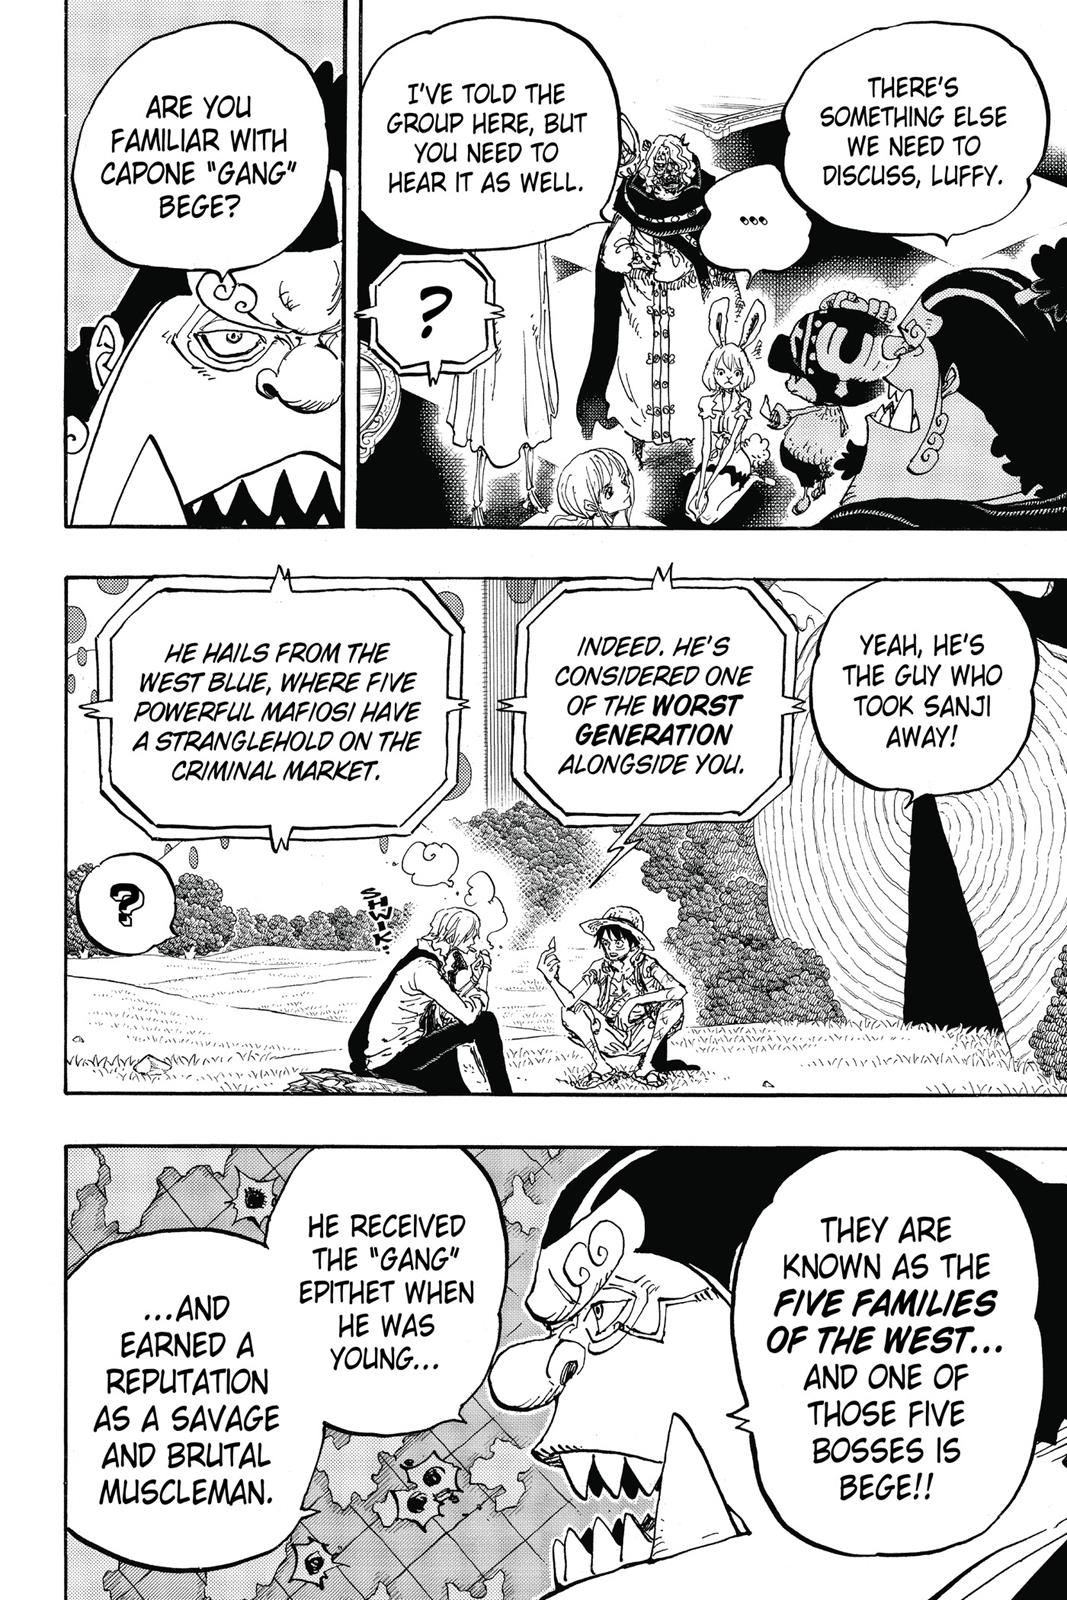 THERE'S
SOMETHING ELSE
WE NEED TO
DISCUSS, LUFFY.
...
I'VE TOLD THE
GROUP HERE, BUT
YOU NEED TO
HEAR IT AS WELL.
?
ARE YOU
FAMILIAR WITH
CAPONE "GANG"
BEGE?
YEAH, HE'S
THE GUY WHO
TOOK SANJI
AWAY!
INDEED. HE'S
CONSIDERED ONE
OF THE WORST
GENERATION
ALONGSIDE YOU.
HE HAILS FROM THE
WEST BLUE, WHERE FIVE
POWERFUL MAFIOSI HAVE
A STRANGLEHOLD ON THE
CRIMINAL MARKET.
SHWIK.
?
THEY ARE
KNOWN AS THE
FIVE FAMILIES
OF THE WEST...
AND ONE OF
THOSE FIVE
BOSSES IS
BEGE!!
HE RECEIVED
THE "GANG"
EPITHET WHEN
HE WAS
YOUNG...
...AND
EARNED A
REPUTATION
AS A SAVAGE
AND BRUTAL
MUSCLEMAN.